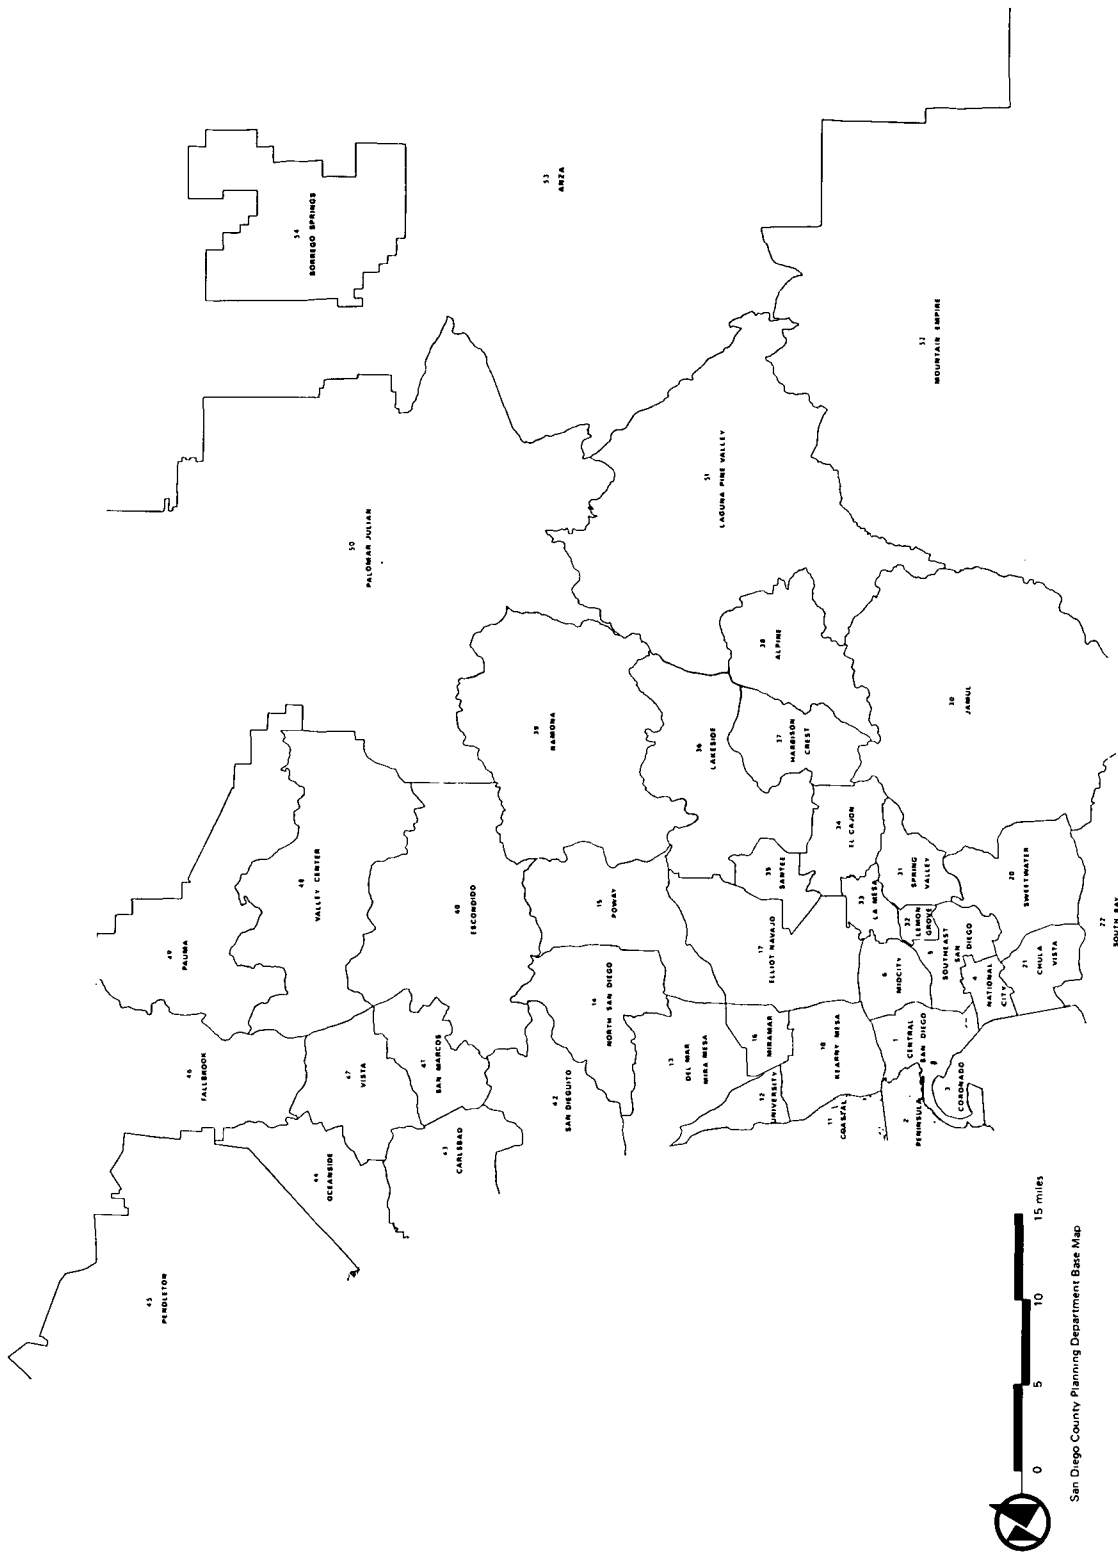 45
PENDLETON
46
FALLBROOK
49
PAUMA
48
VALLEY CENTER
44
OCEANSIDE
47
VISTA
41
SAN MARCOS
43
CARLSBAD
40
ESCONDIDO
50
PALOMAR JULIAN
54
BORREGO SPRINGS
53
ANZA
42
SAN DIEGUITO
14
NORTH SAN DIEGO
15
POWAY
39
RAMONA
13
DEL MAR
MIRA MESA
12
UNIVERSITY
16
MIRAMAR
17
ELLIOT NAVAJO
35
SANTEE
36
LAKESIDE
37
HARBISON
CREST
38
ALPINE
51
LAGUNA PINE VALLEY
52
MOUNTAIN EMPIRE
11
COASTAL
10
KEARNY MESA
6
MIDCITY
33
LA MESA
34
EL CAJON
2
PENINSULA
1
CENTRAL
SAN DIEGO
3
CORONADO
5
SOUTHEAST
SAN DIEGO
32
LEMON
GROVE
31
SPRING
VALLEY
30
JAMUL
4
NATIONAL
CITY
21
CHULA
VISTA
20
SWEETWATER
22
SOUTH BAY
0 5 10 15 miles
San Diego County Planning Department Base Map